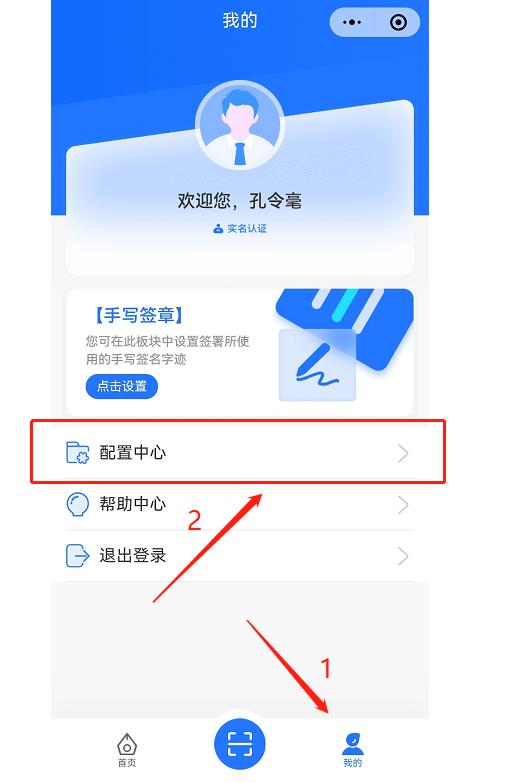 我的
欢迎您，孔令毫
实名认证
【手写签章】
您可在此板块中设置签署所使
用的手写签名字迹
点击设置
配置中心
帮助中心
2
退出登录
1
首页
我的